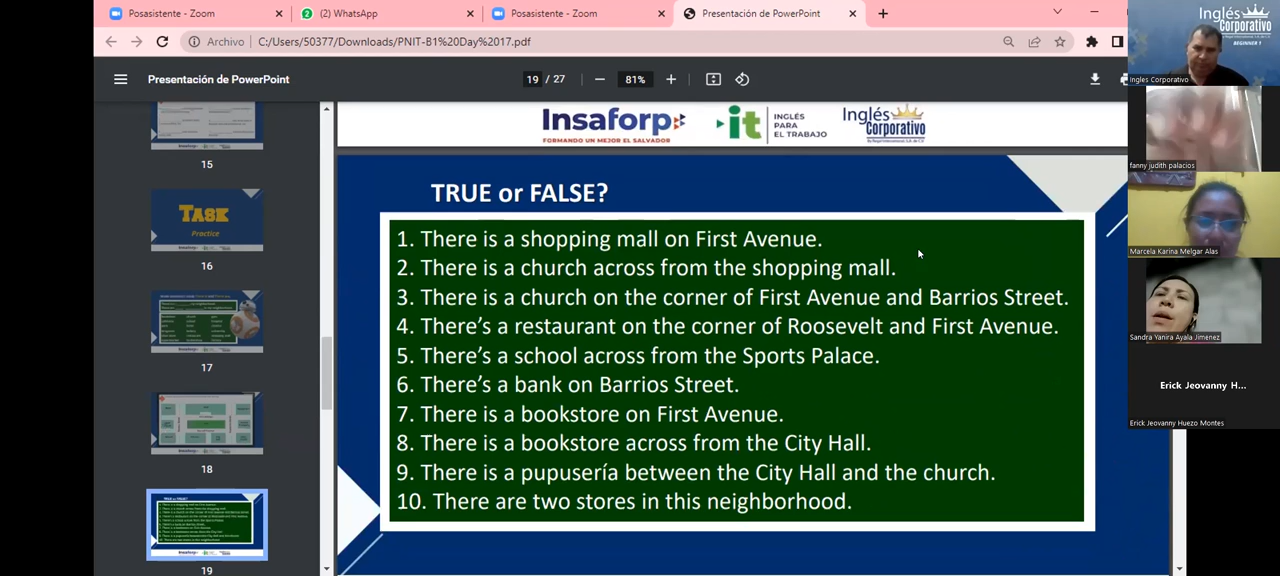 Posasistente - Zoom
(2) WhatsApp
Posasistente - Zoom
Presentación de PowerPoint
Archivo
C:/Users/50377/Downloads/PNIT-B1%20Day%2017.pdf
Presentación de PowerPoint
19 / 27
81%
15
TASK
Practice
16
17
18
19
Insaforp
FORMANDO UN MEJOR EL SALVADOR
it
INGLÉS
PARA
EL TRABAJO
Inglés
Corporativo
TRUE or FALSE?
1. There is a shopping mall on First Avenue.
2. There is a church across from the shopping mall.
3. There is a church on the corner of First Avenue and Barrios Street.
4. There's a restaurant on the corner of Roosevelt and First Avenue.
5. There's a school across from the Sports Palace.
6. There's a bank on Barrios Street.
7. There is a bookstore on First Avenue.
8. There is a bookstore across from the City Hall.
9. There is a pupusería between the City Hall and the church.
10. There are two stores in this neighborhood.
Inglés
Corporativo
BEGINNER 1
Ingles Corporativo
fanny judith palacios
Marcela Karina Melgar Alas
Sandra Yanira Ayala Jimenez
Erick Jeovanny H...
Erick Jeovanny Huezo Montes